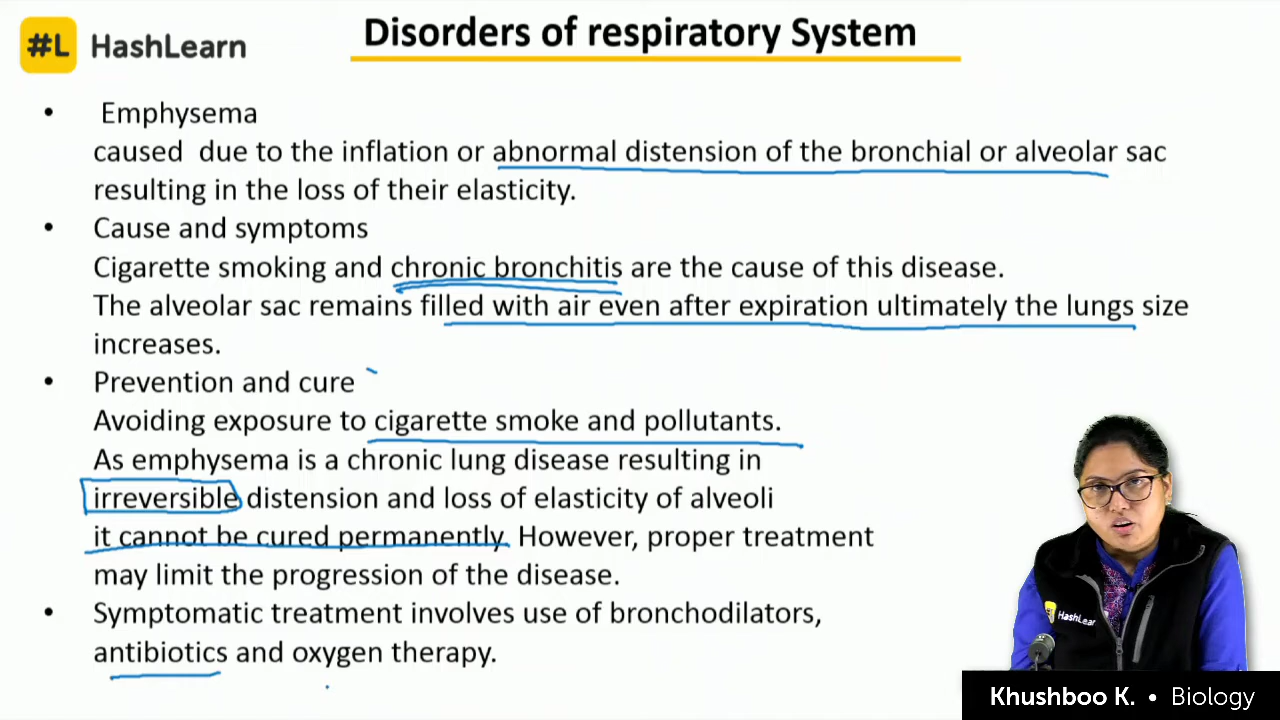 #L HashLearn
Disorders of respiratory System
• Emphysema
caused due to the inflation or abnormal distension of the bronchial or alveolar sac
resulting in the loss of their elasticity.
• Cause and symptoms
Cigarette smoking and chronic bronchitis are the cause of this disease.
The alveolar sac remains filled with air even after expiration ultimately the lungs size
increases.
• Prevention and cure
Avoiding exposure to cigarette smoke and pollutants.
As emphysema is a chronic lung disease resulting in
irreversible distension and loss of elasticity of alveoli
it cannot be cured permanently. However, proper treatment
may limit the progression of the disease.
• Symptomatic treatment involves use of bronchodilators,
antibiotics and oxygen therapy.
HashLearn
Khushboo K. • Biology